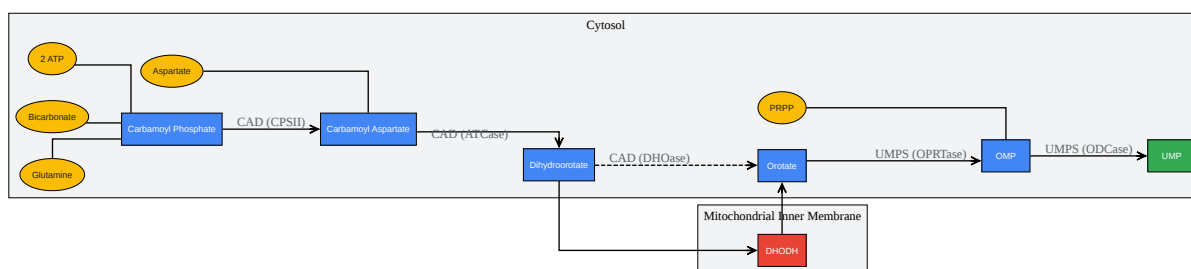 Cytosol
2 ATP
Aspartate
Bicarbonate
Glutamine
Carbamoyl Phosphate
CAD (CPSII)
Carbamoyl Aspartate
CAD (ATCase)
Dihydroorotate
CAD (DHOase)
PRPP
Orotate
UMPS (OPRTase)
OMP
UMPS (ODCase)
UMP
Mitochondrial Inner Membrane
DHODH